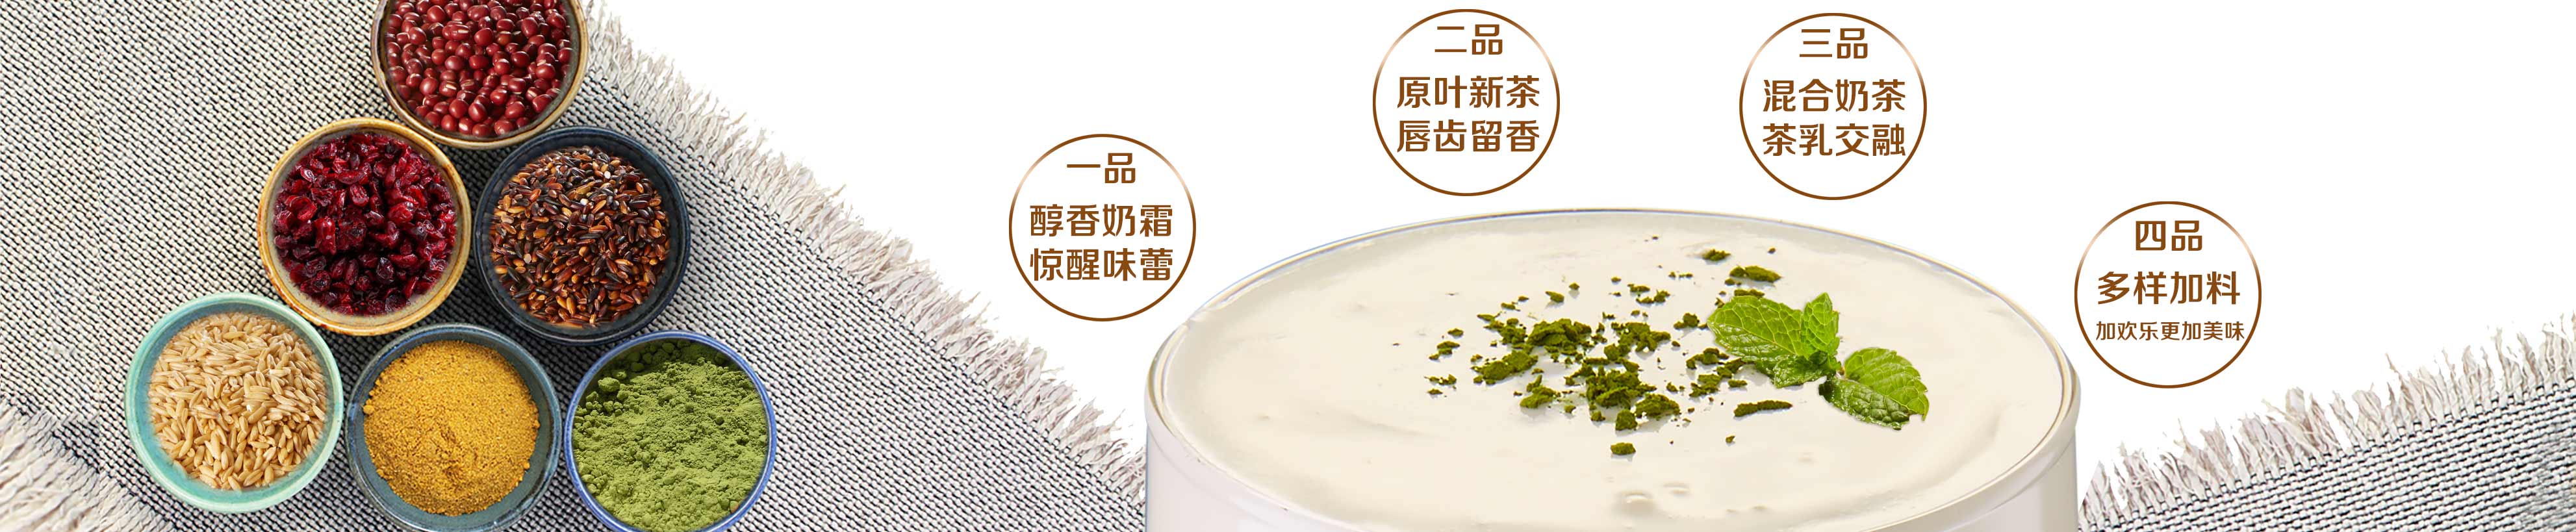 一品
醇香奶霜
惊醒味蕾
二品
原叶新茶
唇齿留香
三品
混合奶茶
茶乳交融
四品
多样加料
加欢乐更加美味